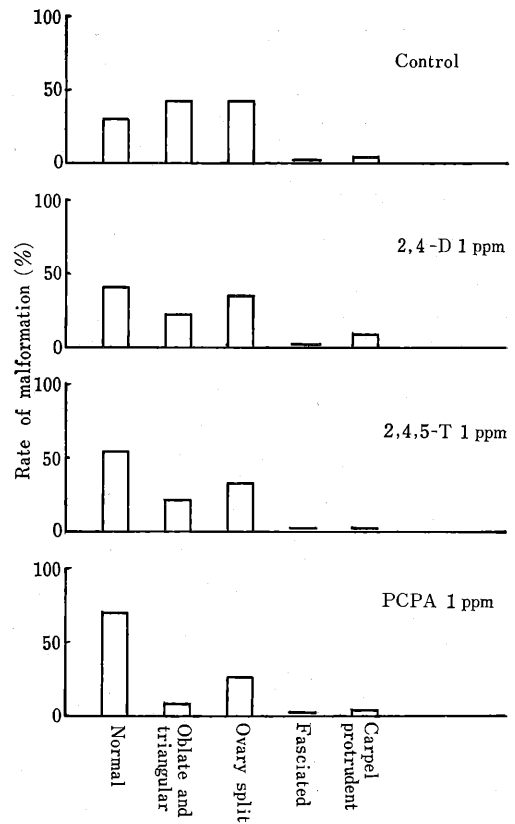 100
50
0
Control
100
50
0
2,4-D 1 ppm
Rate of malformation (%)
100
50
0
2,4,5-T 1 ppm
100
50
0
PCPA 1 ppm
Normal
Oblate and
triangular
Ovary split
Fasciated
Carpel
protrudent